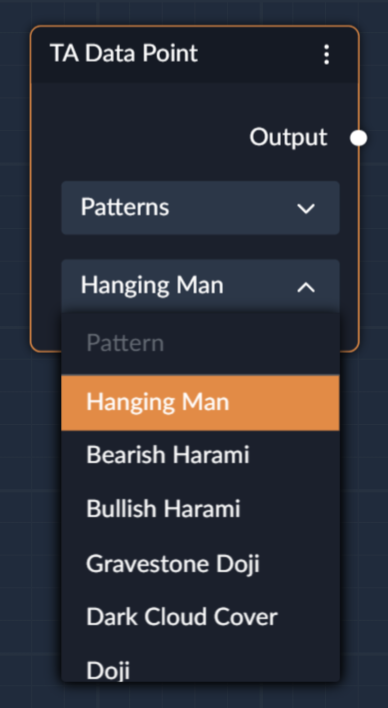 TA Data Point
Output
Patterns
Hanging Man
Pattern
Hanging Man
Bearish Harami
Bullish Harami
Gravestone Doji
Dark Cloud Cover
Doji